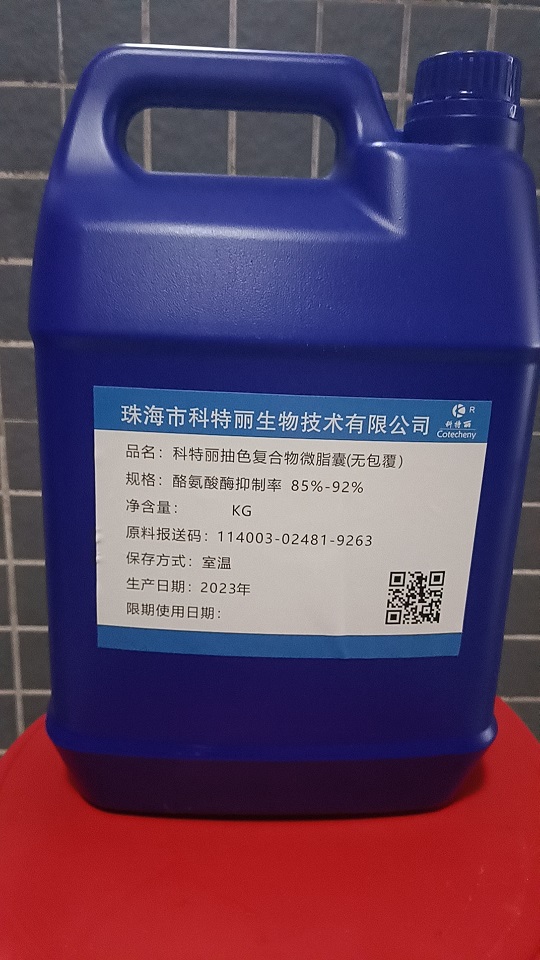 珠海市科特丽生物技术有限公司
R
科特丽
Cotecheny
品名：科特丽抽色复合物微脂囊(无包覆)
规格：酪氨酸酶抑制率 85%-92%
净含量： KG
原料报送码：114003-02481-9263
保存方式：室温
生产日期：2023年
限期使用日期：